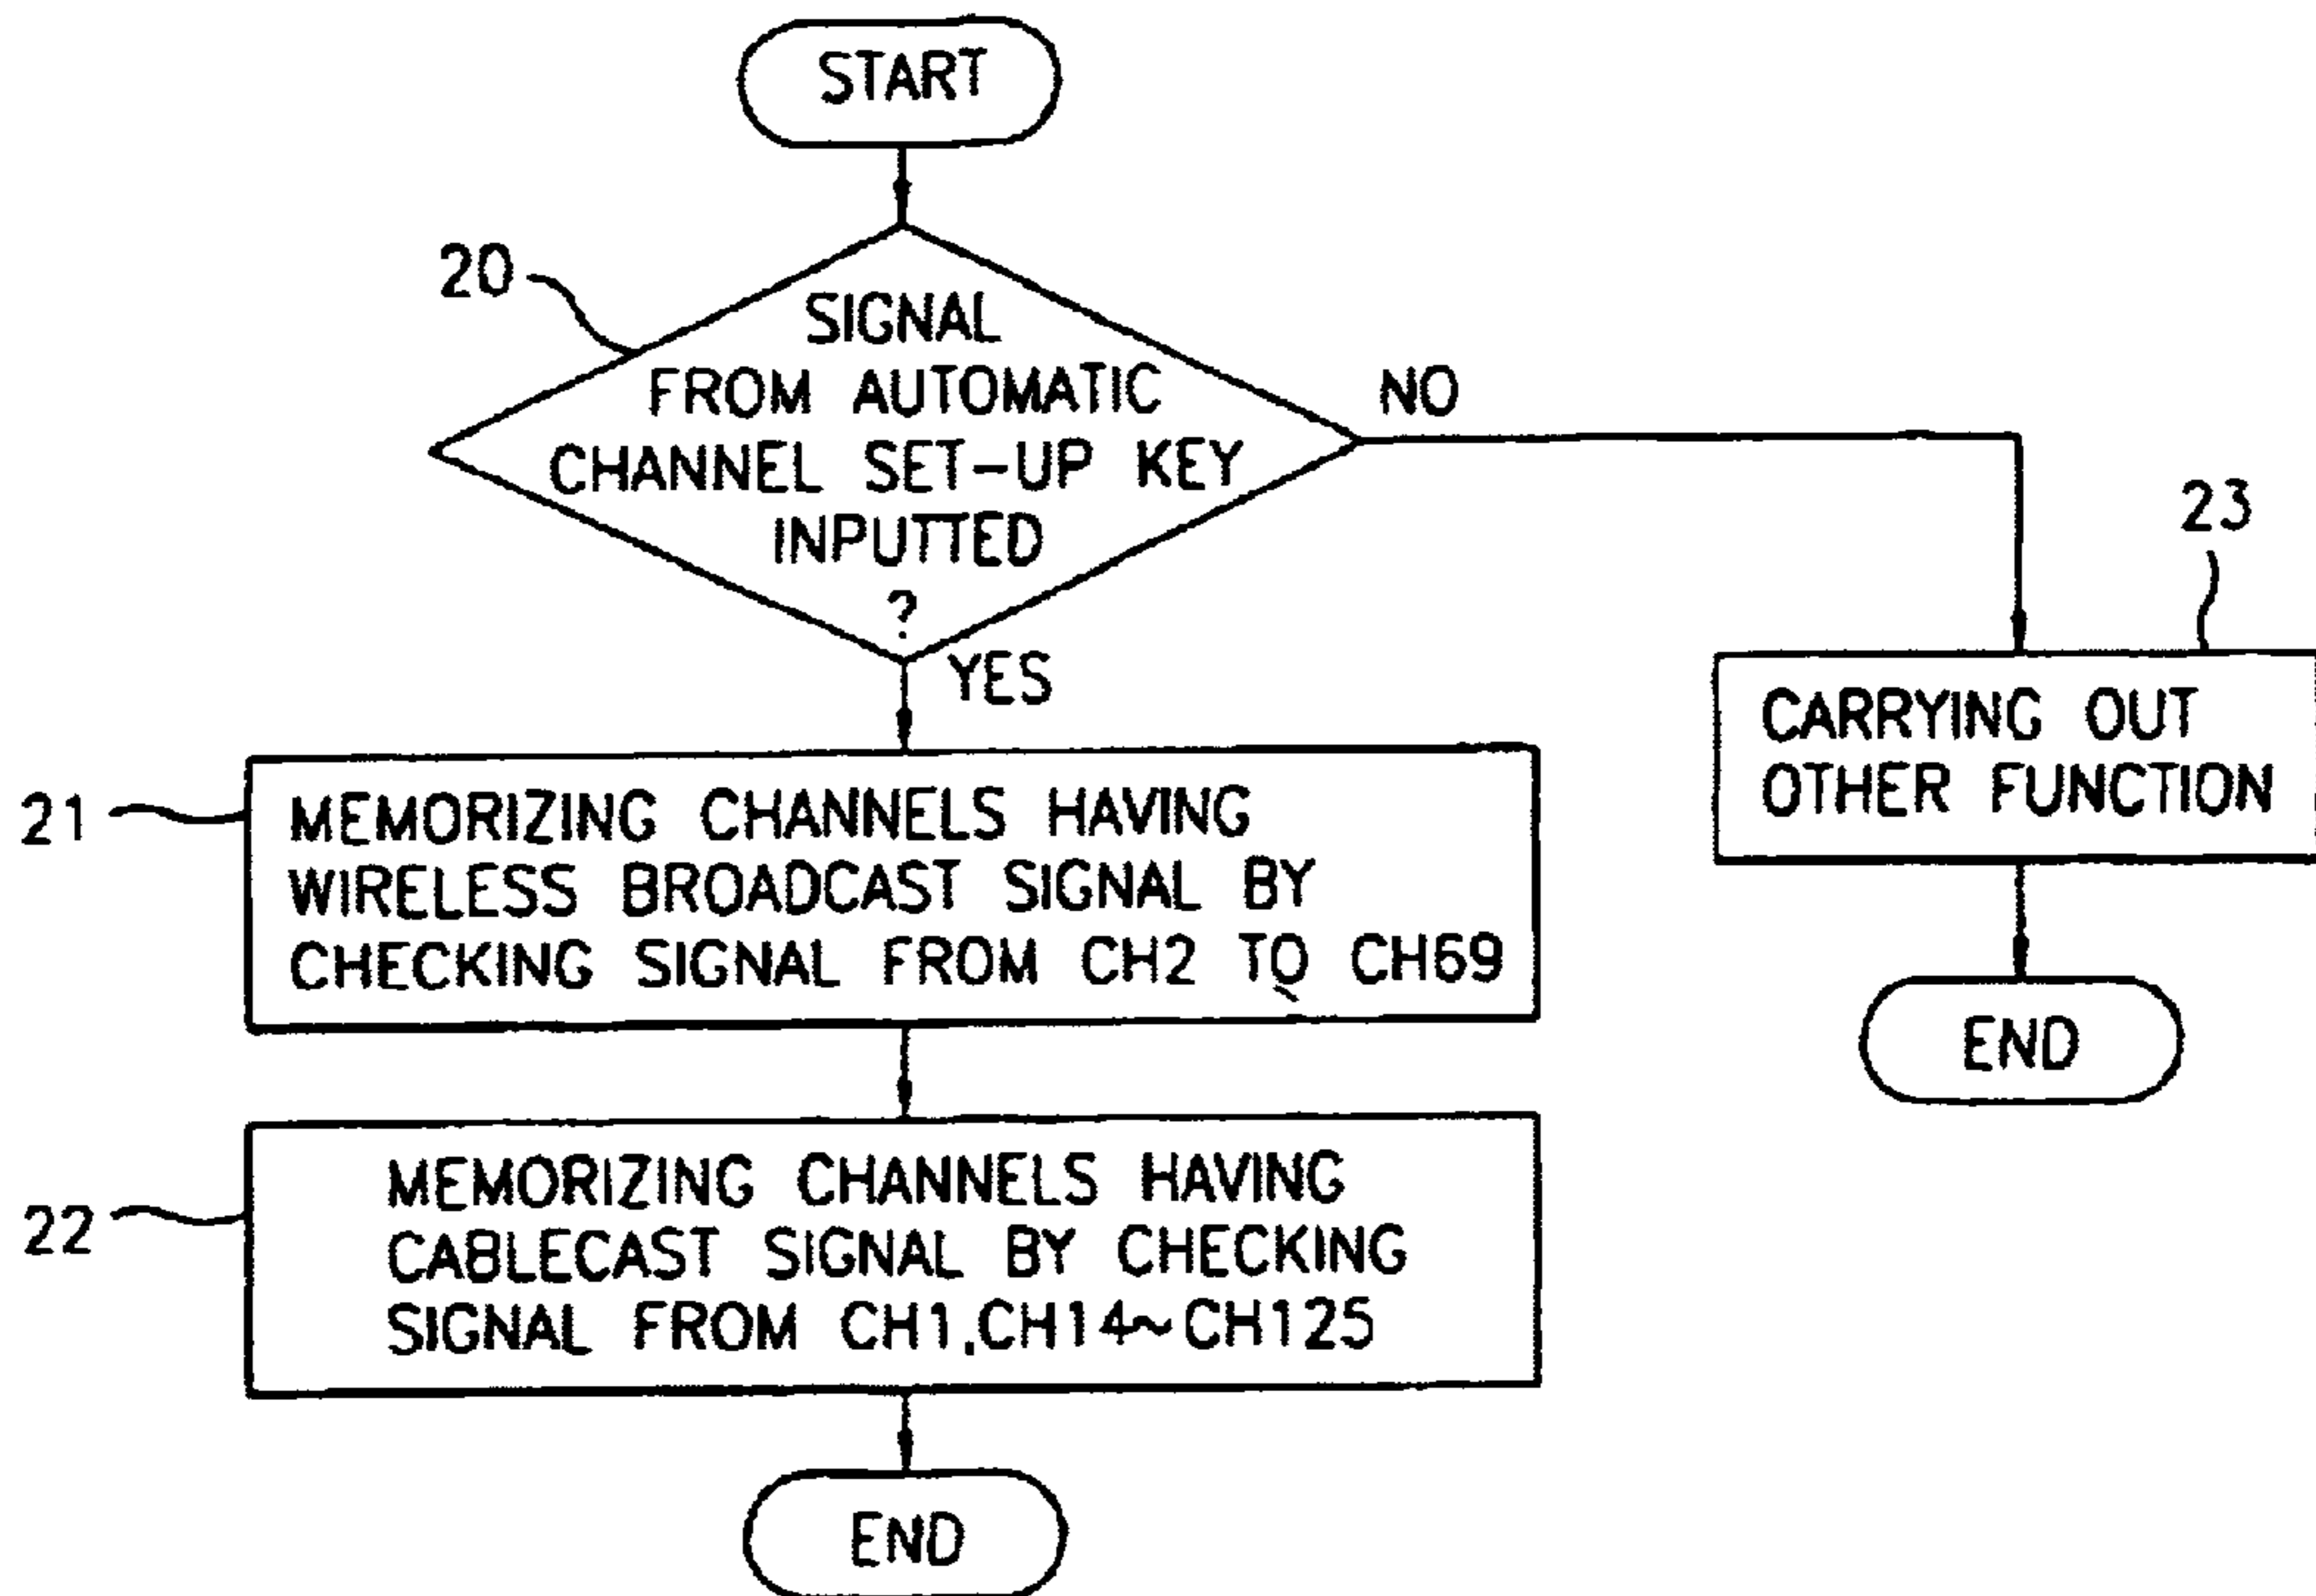 START
20
SIGNAL
FROM AUTOMATIC
CHANNEL SET-UP KEY
INPUTTED
?
NO
YES
23
CARRYING OUT
OTHER FUNCTION
END
21
MEMORIZING CHANNELS HAVING
WIRELESS BROADCAST SIGNAL BY
CHECKING SIGNAL FROM CH2 TO CH69
22
MEMORIZING CHANNELS HAVING
CABLECAST SIGNAL BY CHECKING
SIGNAL FROM CH1.CH14~CH125
END